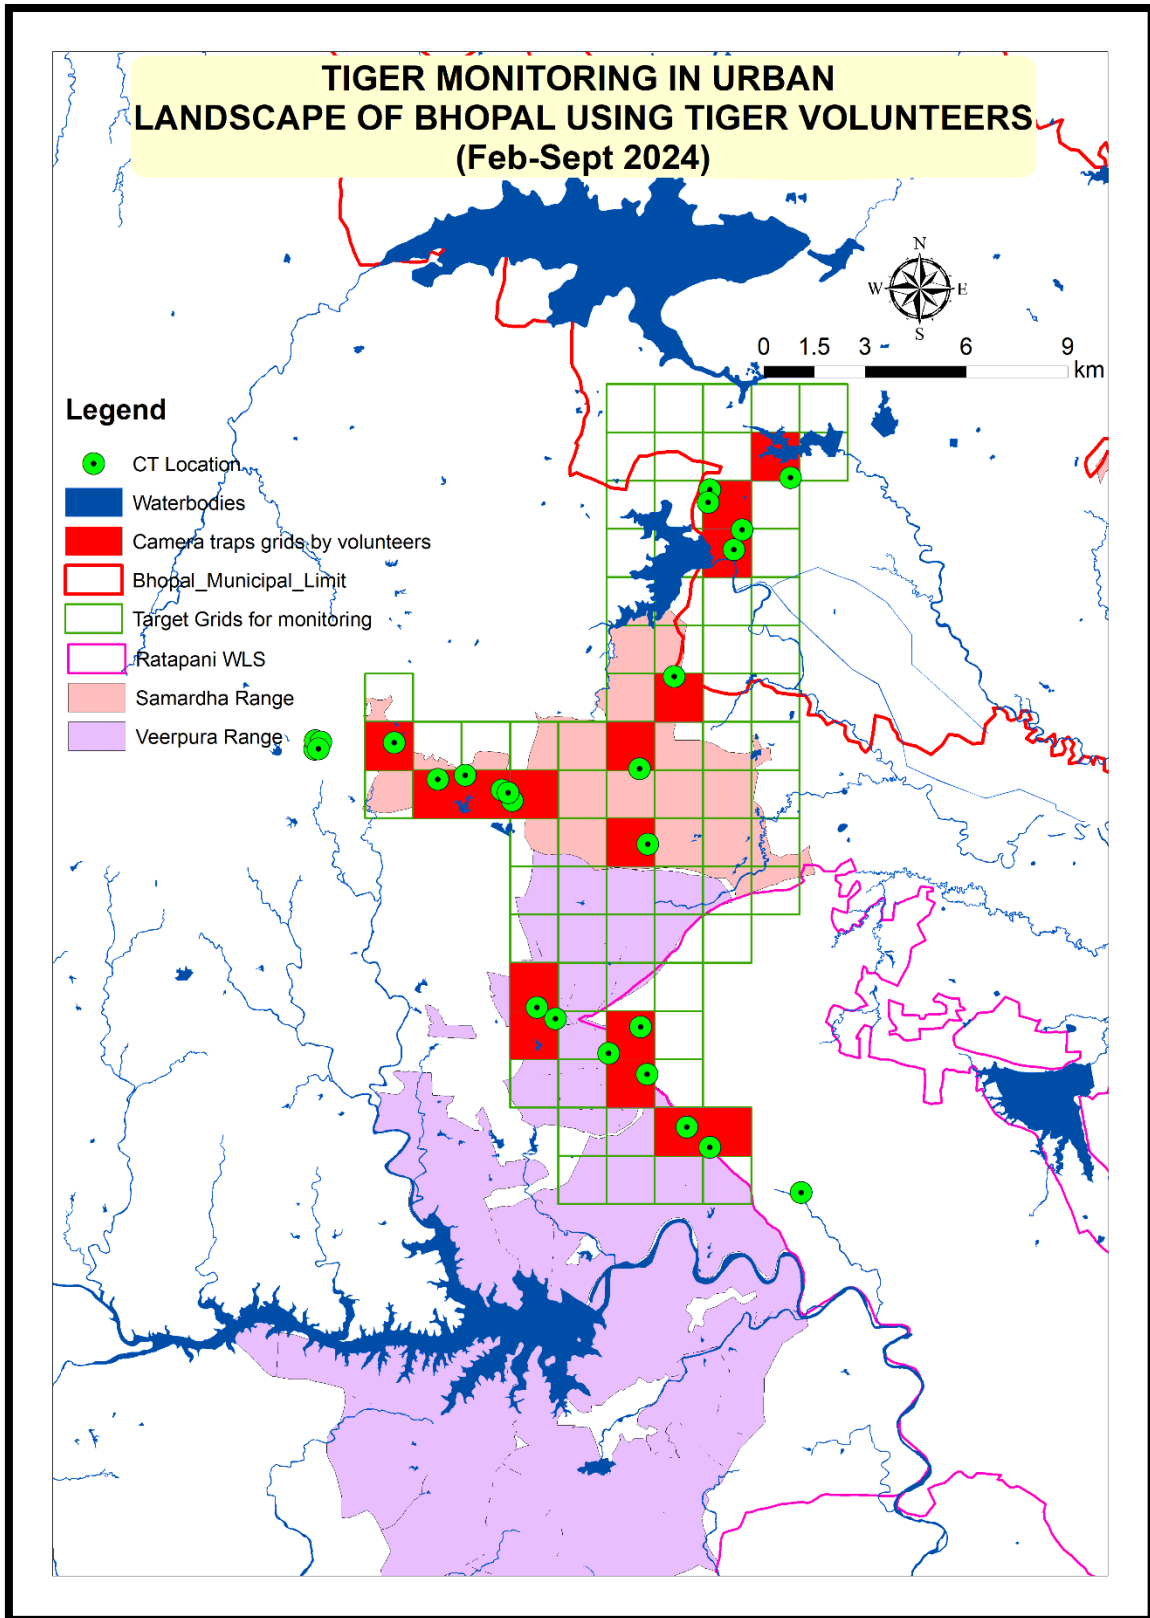 TIGER MONITORING IN URBAN
LANDSCAPE OF BHOPAL USING TIGER VOLUNTEERS
(Feb-Sept 2024)
N
W E
S
0 1.5 3 6 9
km
Legend
CT Location
Waterbodies
Camera traps grids by volunteers
Bhopal_Municipal_Limit
Target Grids for monitoring
Ratapani WLS
Samardha Range
Veerpura Range